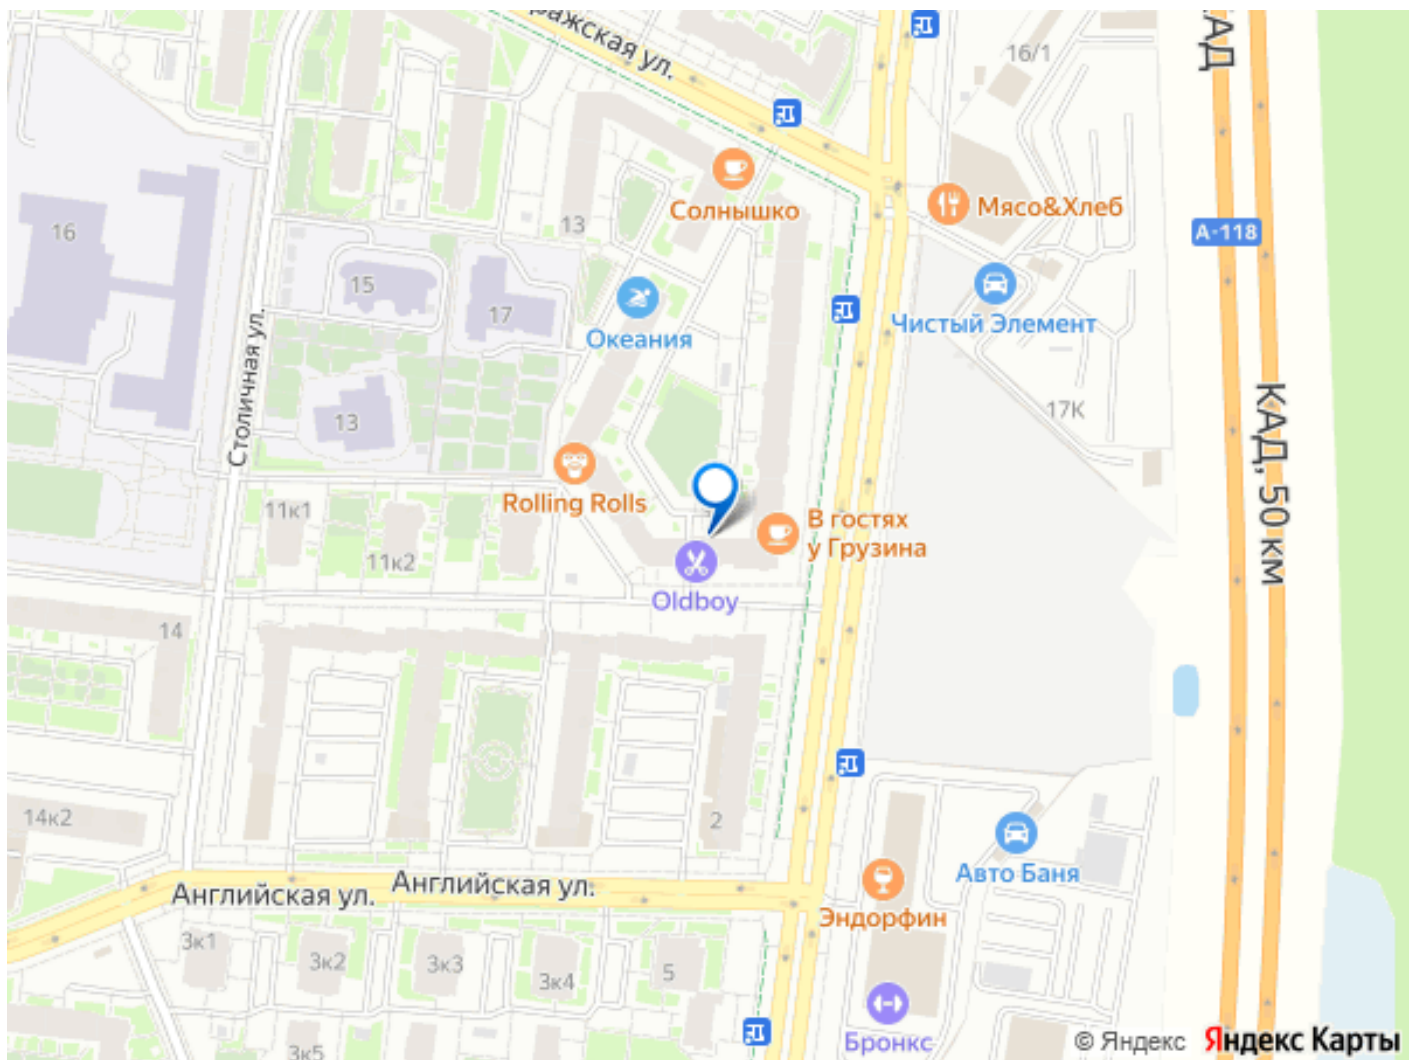 ражская ул.
КАД
16/1
Солнышко
Мясо&Хлеб
А-118
16
13
15
17
Океания
Чистый Элемент
Столичная ул.
13
17К
КАД, 50 км
Rolling Rolls
11к1
11к2
В гостях
у Грузина
Oldboy
14
14к2
2
Английская ул.
Английская ул.
Авто Баня
Эндорфин
3к1
3к2
3к3
3к4
5
3к5
Бронкс
© Яндекс Яндекс Карты